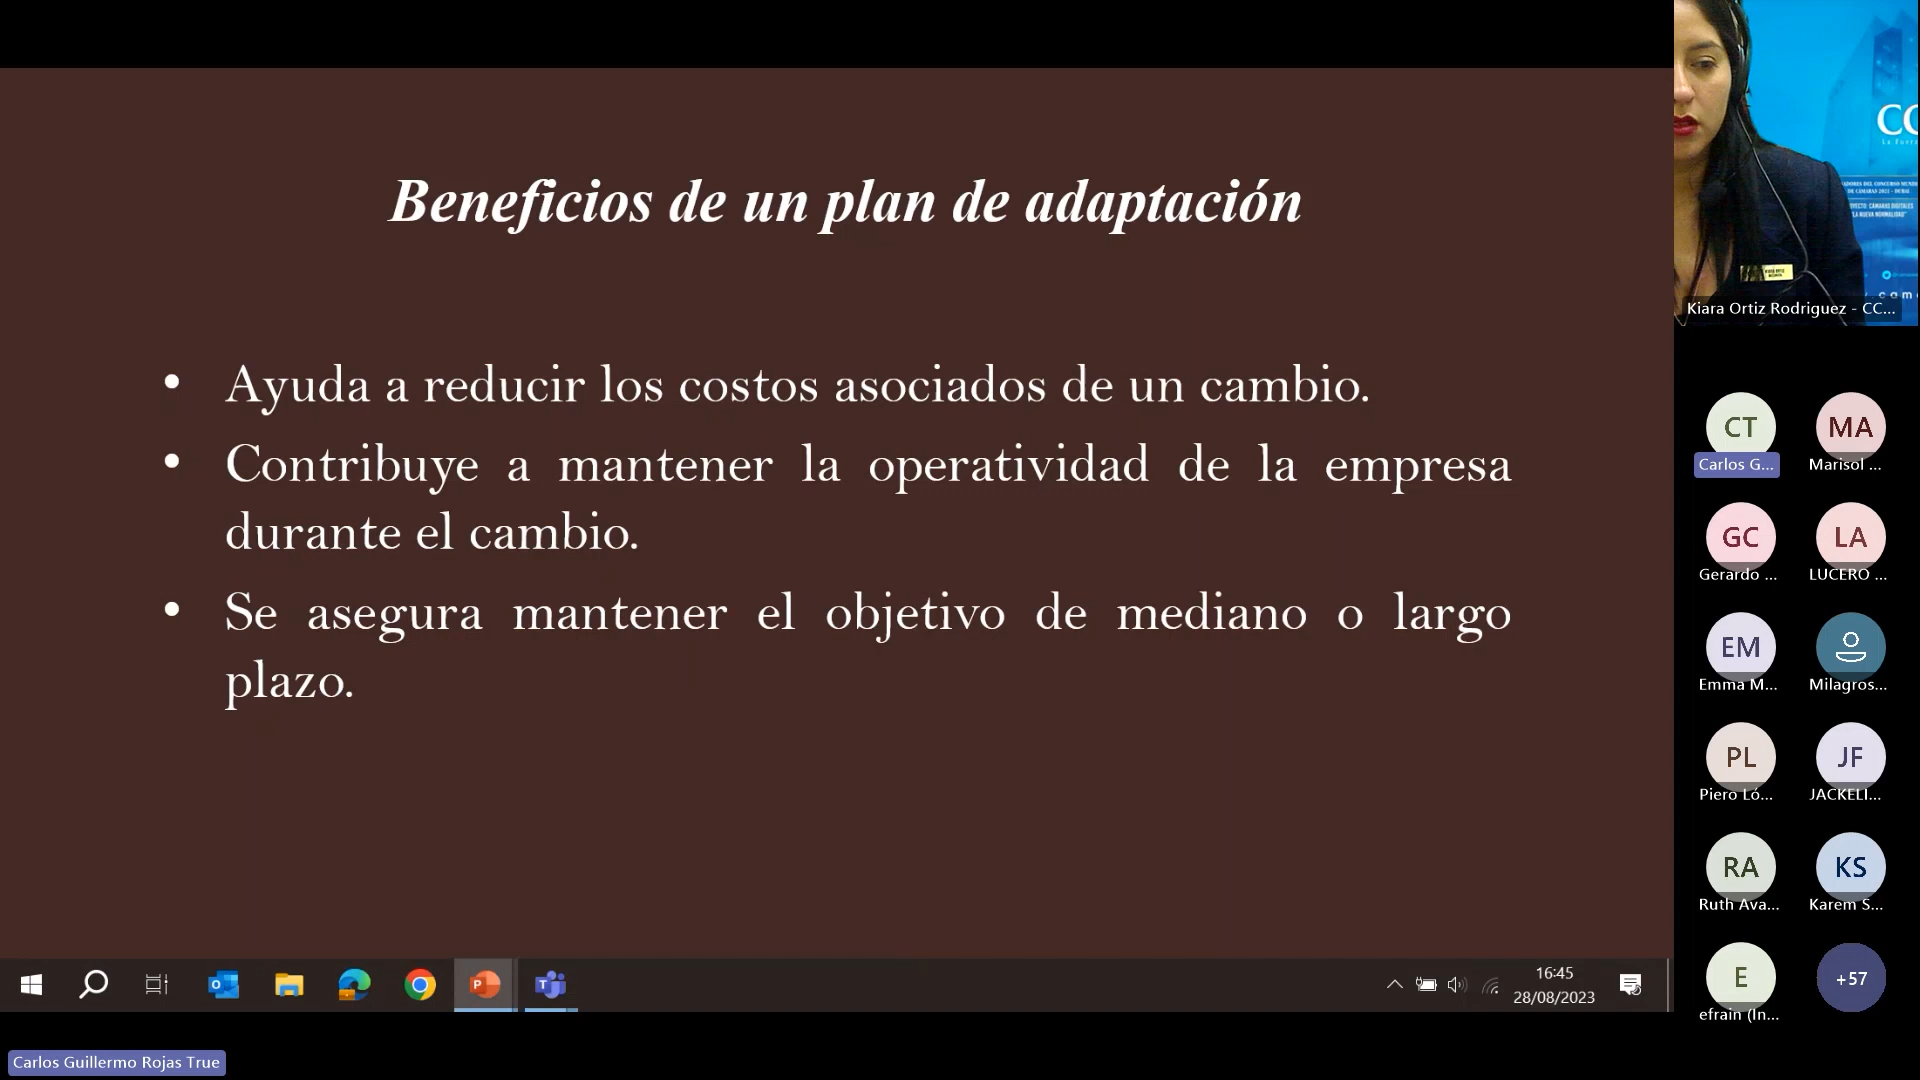 Beneficios de un plan de adaptación
• Ayuda a reducir los costos asociados de un cambio.
• Contribuye a mantener la operatividad de la empresa
durante el cambio.
• Se asegura mantener el objetivo de mediano o largo
plazo.
16:45
28/08/2023
Carlos Guillermo Rojas True
CC
Kiara Ortiz Rodriguez - CC...
CT
Carlos G...
MA
Marisol ...
GC
Gerardo ...
LA
LUCERO ...
EM
Emma M...
Milagros...
PL
Piero Ló...
JF
JACKELI...
RA
Ruth Ava...
KS
Karem S...
E
efrain (In...
+57